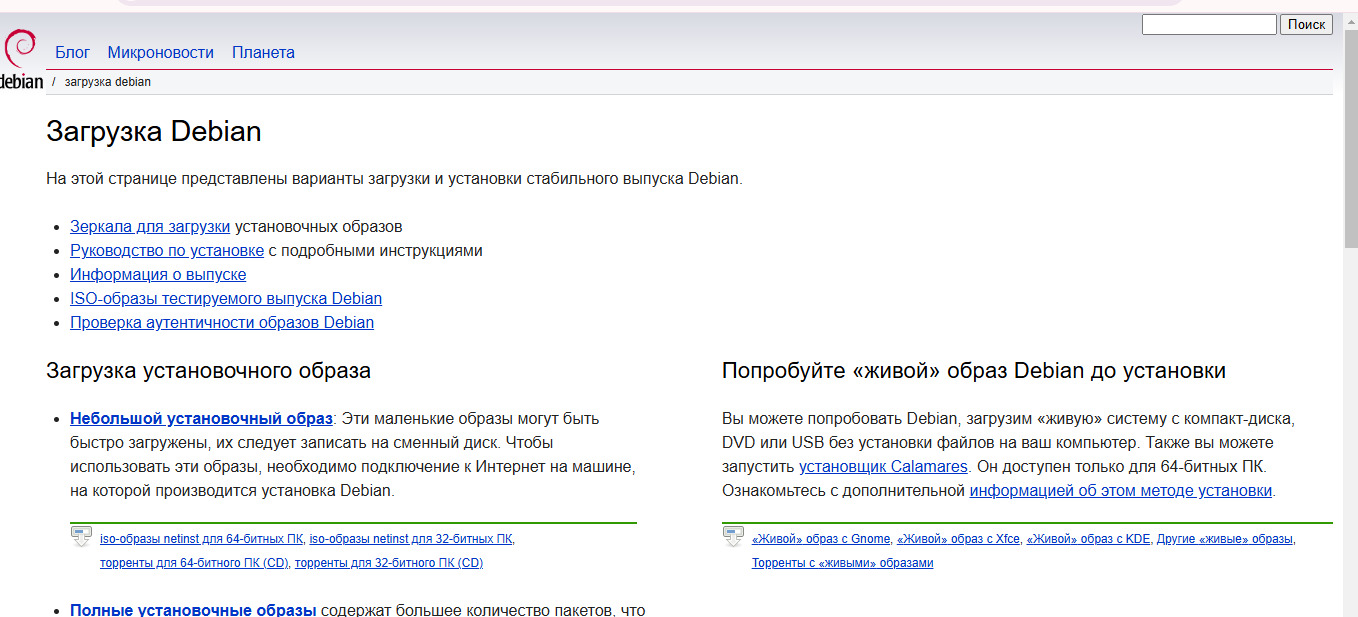 Поиск
Блог Микроновости Планета
debian / загрузка debian
Загрузка Debian
На этой странице представлены варианты загрузки и установки стабильного выпуска Debian.
Зеркала для загрузки установочных образов
Руководство по установке с подробными инструкциями
Информация о выпуске
ISO-образы тестируемого выпуска Debian
Проверка аутентичности образов Debian
Загрузка установочного образа
Небольшой установочный образ: Эти маленькие образы могут быть
быстро загружены, их следует записать на сменный диск. Чтобы
использовать эти образы, необходимо подключение к Интернет на машине,
на которой производится установка Debian.
iso-образы netinst для 64-битных ПК, iso-образы netinst для 32-битных ПК,
торренты для 64-битного ПК (CD), торренты для 32-битного ПК (CD)
Полные установочные образы содержат большее количество пакетов, что
Попробуйте «живой» образ Debian до установки
Вы можете попробовать Debian, загрузим «живую» систему с компакт-диска,
DVD или USB без установки файлов на ваш компьютер. Также вы можете
запустить установщик Calamares. Он доступен только для 64-битных ПК.
Ознакомьтесь с дополнительной информацией об этом методе установки.
«Живой» образ с Gnome, «Живой» образ с Xfce, «Живой» образ с KDE, Другие «живые» образы,
Торренты с «живыми» образами